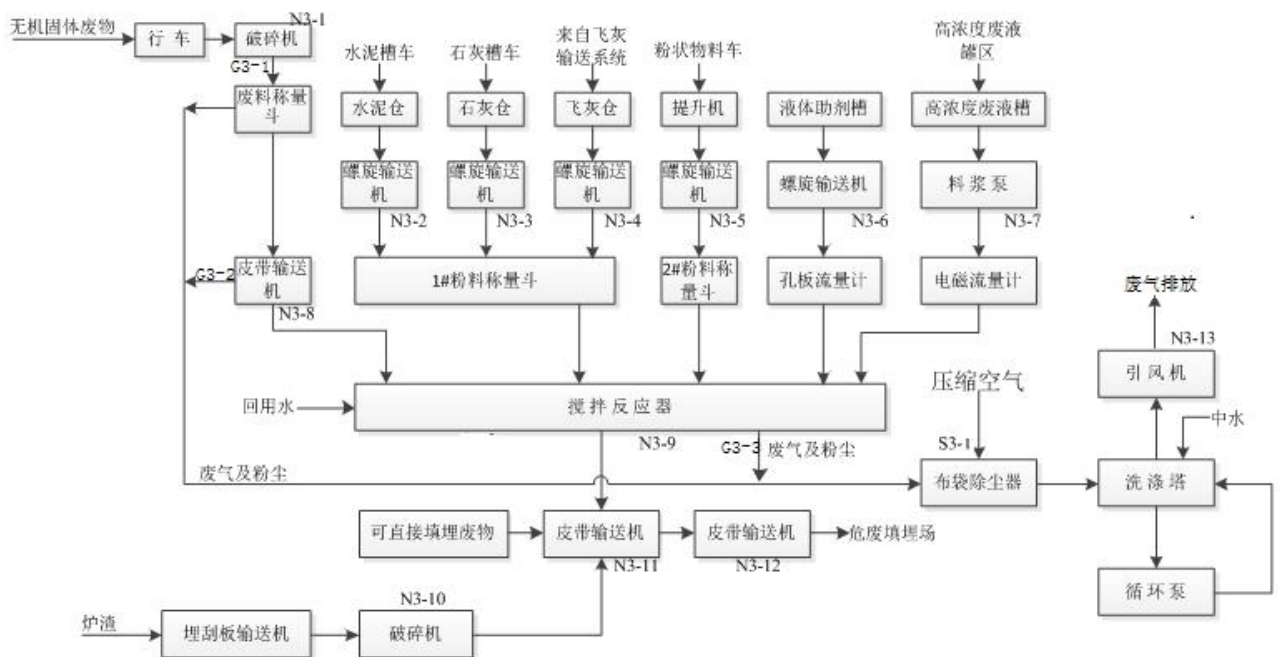 无机固体废物
行 车
破碎机
N3-1
G3-1
废料称量
斗
水泥槽车
石灰槽车
来自飞灰
输送系统
粉状物料车
高浓度废液
罐区
水泥仓
石灰仓
飞灰仓
提升机
液体助剂槽
高浓度废液槽
螺旋输送
机
螺旋输送
机
螺旋输送
机
螺旋输送
机
螺旋输送机
料 浆 泵
N3-2
N3-3
N3-4
N3-5
N3-6
N3-7
G3-2
皮带输送
机
N3-8
1#粉料称量斗
2#粉料称
量斗
孔板流量计
电磁流量计
废气排放
N3-13
引 风 机
压缩空气
回用水
搅 拌 反 应 器
中水
N3-9
G3-3
废气及粉尘
S3-1
废气及粉尘
布袋除尘器
洗 涤 塔
可直接填埋废物
皮带输送机
皮带输送机
危废填埋场
N3-11
N3-12
循 环 泵
N3-10
炉渣
埋刮板输送机
破碎机